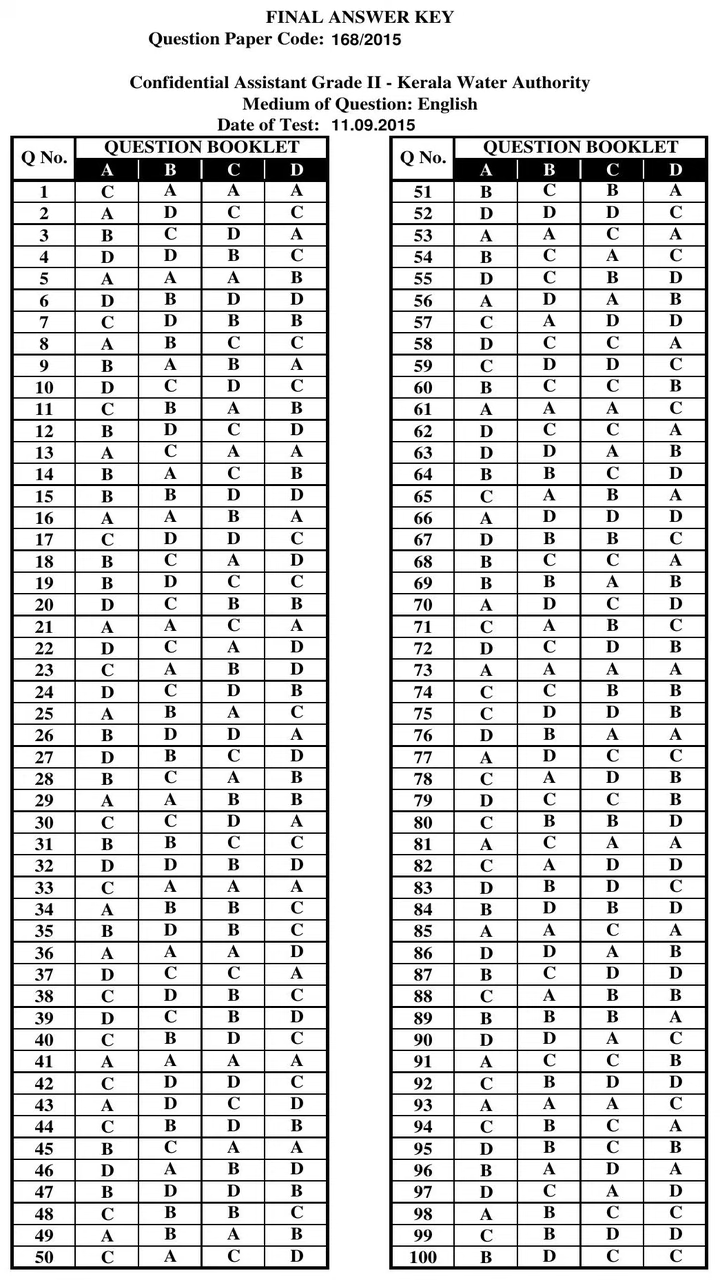 FINAL ANSWER KEY
Question Paper Code: 168/2015
Confidential Assistant Grade II - Kerala Water Authority
Medium of Question: English
Date of Test: 11.09.2015
Q No. QUESTION BOOKLET
A B C D
1 C A A A
2 A D C C
3 B C D A
4 D D B C
5 A A A B
6 D B D D
7 C D B B
8 A B C C
9 B A B A
10 D C D C
11 C B A B
12 B D C D
13 A C A A
14 B A C B
15 B B D D
16 A A B A
17 C D D C
18 B C A D
19 B D C C
20 D C B B
21 A A C A
22 D C A D
23 C A B D
24 D C D B
25 A B A C
26 B D D A
27 D B C D
28 B C A B
29 A A B B
30 C C D A
31 B B C C
32 D D B D
33 C A A A
34 A B B C
35 B D B C
36 A A A D
37 D C C A
38 C D B C
39 D C B D
40 C B D C
41 A A A A
42 C D D C
43 A D C D
44 C B D B
45 B C A A
46 D A B D
47 B D D B
48 C B B C
49 A B A B
50 C A C D
Q No. QUESTION BOOKLET
A B C D
51 B C B A
52 D D D C
53 A A C A
54 B C A C
55 D C B D
56 A D A B
57 C A D D
58 D C C A
59 C D D C
60 B C C B
61 A A A C
62 D C C A
63 D D A B
64 B B C D
65 C A B A
66 A D D D
67 D B B C
68 B C C A
69 B B A B
70 A D C D
71 C A B C
72 D C D B
73 A A A A
74 C C B B
75 C D D B
76 D B A A
77 A D C C
78 C A D B
79 D C C B
80 C B B D
81 A C A A
82 C A D D
83 D B D C
84 B D B D
85 A A C A
86 D D A B
87 B C D D
88 C A B B
89 B B B A
90 D D A C
91 A C C B
92 C B D D
93 A A A C
94 C B C A
95 D B C B
96 B A D A
97 D C A D
98 A B C C
99 C B D D
100 B D C C